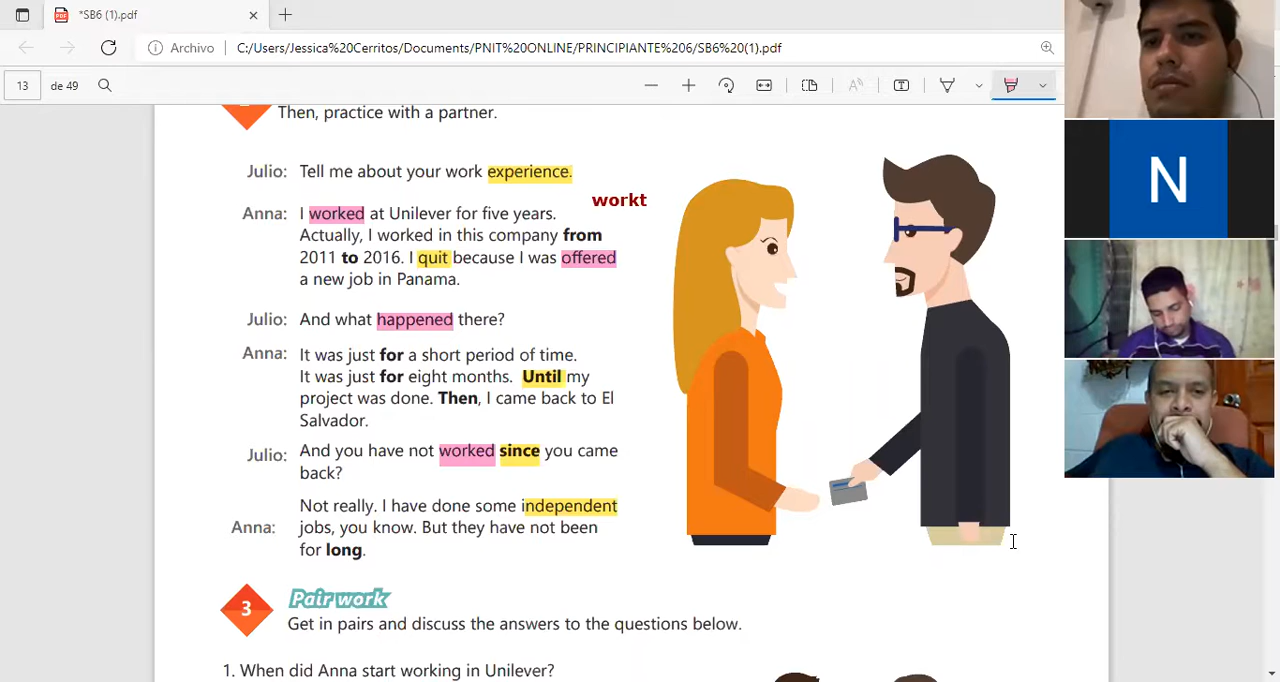 *SB6 (1).pdf
Archivo C:/Users/Jessica%20Cerritos/Documents/PNIT%20ONLINE/PRINCIPIANTE%206/SB6%20(1).pdf
13 de 49
Then, practice with a partner.
Julio: Tell me about your work experience.
workt
Anna: I worked at Unilever for five years.
Actually, I worked in this company from
2011 to 2016. I quit because I was offered
a new job in Panama.
Julio: And what happened there?
Anna: It was just for a short period of time.
It was just for eight months. Until my
project was done. Then, I came back to El
Salvador.
Julio: And you have not worked since you came
back?
Not really. I have done some independent
Anna: jobs, you know. But they have not been
for long.
3 Pair work
Get in pairs and discuss the answers to the questions below.
1. When did Anna start working in Unilever?
N